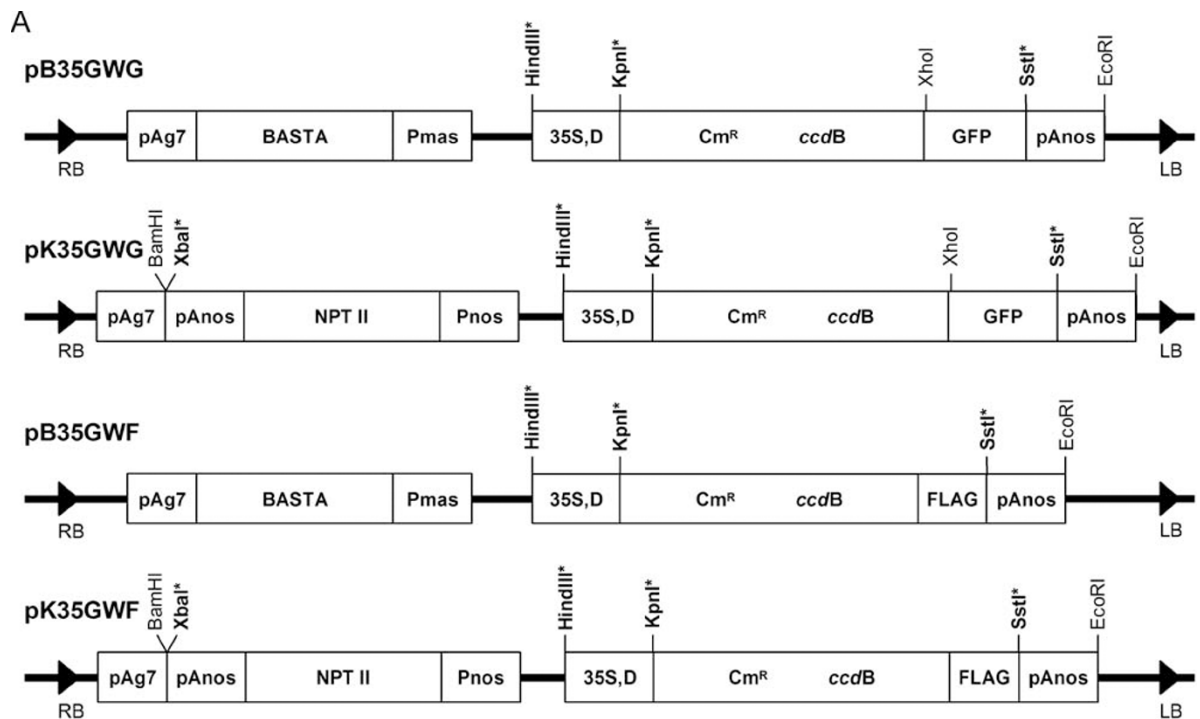 A
pB35GWG
HindIII* KpnI* XhoI SstI* EcoRI
pAg7 BASTA Pmas 35S,D CmR ccdB GFP pAnos
RB LB
pK35GWG
BamHI XbaI* HindIII* KpnI* XhoI SstI* EcoRI
pAg7 pAnos NPT II Pnos 35S,D CmR ccdB GFP pAnos
RB LB
pB35GWF
HindIII* KpnI* SstI* EcoRI
pAg7 BASTA Pmas 35S,D CmR ccdB FLAG pAnos
RB LB
pK35GWF
BamHI XbaI* HindIII* KpnI* SstI* EcoRI
pAg7 pAnos NPT II Pnos 35S,D CmR ccdB FLAG pAnos
RB LB